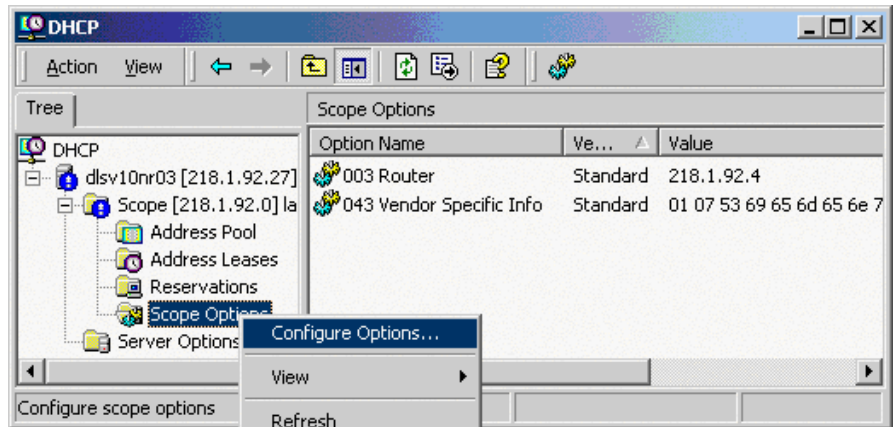 DHCP
Action View
Tree
Scope Options
Option Name Ve... Value
DHCP
003 Router Standard 218.1.92.4
dlsv10nr03 [218.1.92.27]
043 Vendor Specific Info Standard 01 07 53 69 65 6d 65 6e 7
Scope [218.1.92.0] la
Address Pool
Address Leases
Reservations
Scope Options
Configure Options...
Server Options
View
Configure scope options
Refresh